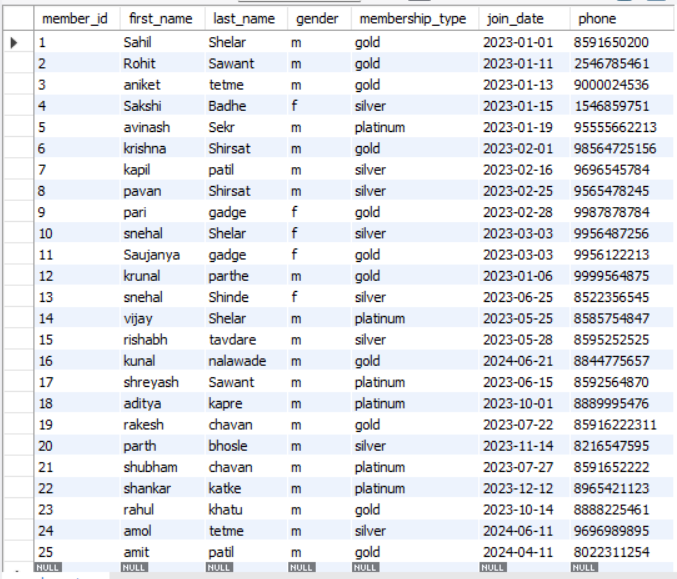 member_id first_name last_name gender membership_type join_date phone
1 Sahil Shelar m gold 2023-01-01 8591650200
2 Rohit Sawant m gold 2023-01-11 2546785461
3 aniket tetme m gold 2023-01-13 9000024536
4 Sakshi Badhe f silver 2023-01-15 1546859751
5 avinash Sekr m platinum 2023-01-19 95555662213
6 krishna Shirsat m gold 2023-02-01 98564725156
7 kapil patil m silver 2023-02-16 9696545784
8 pavan Shirsat m silver 2023-02-25 9565478245
9 pari gadge f gold 2023-02-28 9987878784
10 snehal Shelar f silver 2023-03-03 9956487256
11 Saujanya gadge f gold 2023-03-03 9956122213
12 krunal parthe m gold 2023-01-06 9999564875
13 snehal Shinde f silver 2023-06-25 8522356545
14 vijay Shelar m platinum 2023-05-25 8585754847
15 rishabh tavdare m silver 2023-05-28 8595252525
16 kunal nalawade m gold 2024-06-21 8844775657
17 shreyash Sawant m platinum 2023-06-15 8592564870
18 aditya kapre m platinum 2023-10-01 8889995476
19 rakesh chavan m gold 2023-07-22 85916222311
20 parth bhosle m silver 2023-11-14 8216547595
21 shubham chavan m platinum 2023-07-27 8591652222
22 shankar katke m platinum 2023-12-12 8965421123
23 rahul khatu m gold 2023-10-14 8888225461
24 amol tetme m silver 2024-06-11 9696989895
25 amit patil m gold 2024-04-11 8022311254
NULL NULL NULL NULL NULL NULL NULL